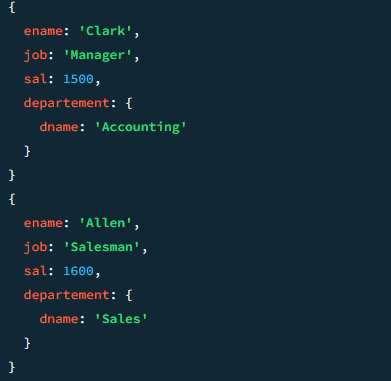 {
  ename: 'Clark',
  job: 'Manager',
  sal: 1500,
  departement: {
    dname: 'Accounting'
  }
}
{
  ename: 'Allen',
  job: 'Salesman',
  sal: 1600,
  departement: {
    dname: 'Sales'
  }
}